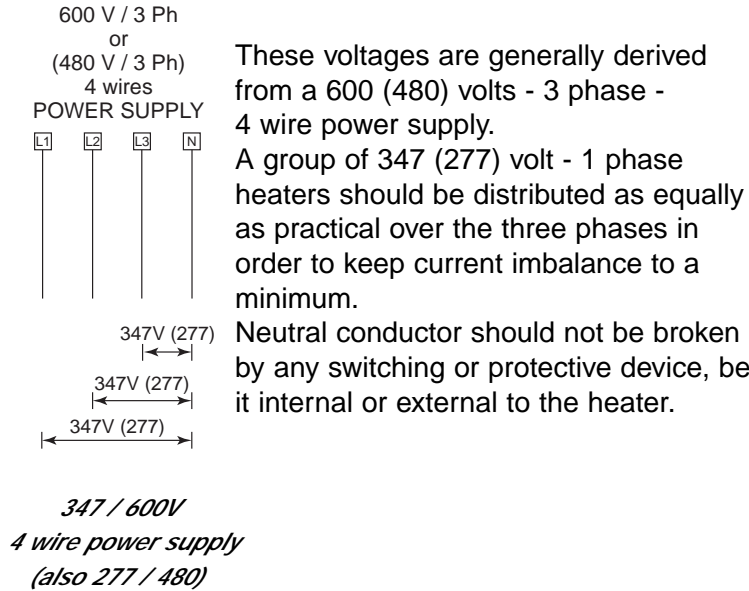 600 V / 3 Ph
or
(480 V / 3 Ph)
4 wires
POWER SUPPLY
L1 L2 L3 N
347V (277)
347V (277)
347V (277)
347 / 600V
4 wire power supply
(also 277 / 480)
These voltages are generally derived
from a 600 (480) volts - 3 phase -
4 wire power supply.
A group of 347 (277) volt - 1 phase
heaters should be distributed as equally
as practical over the three phases in
order to keep current imbalance to a
minimum.
Neutral conductor should not be broken
by any switching or protective device, be
it internal or external to the heater.